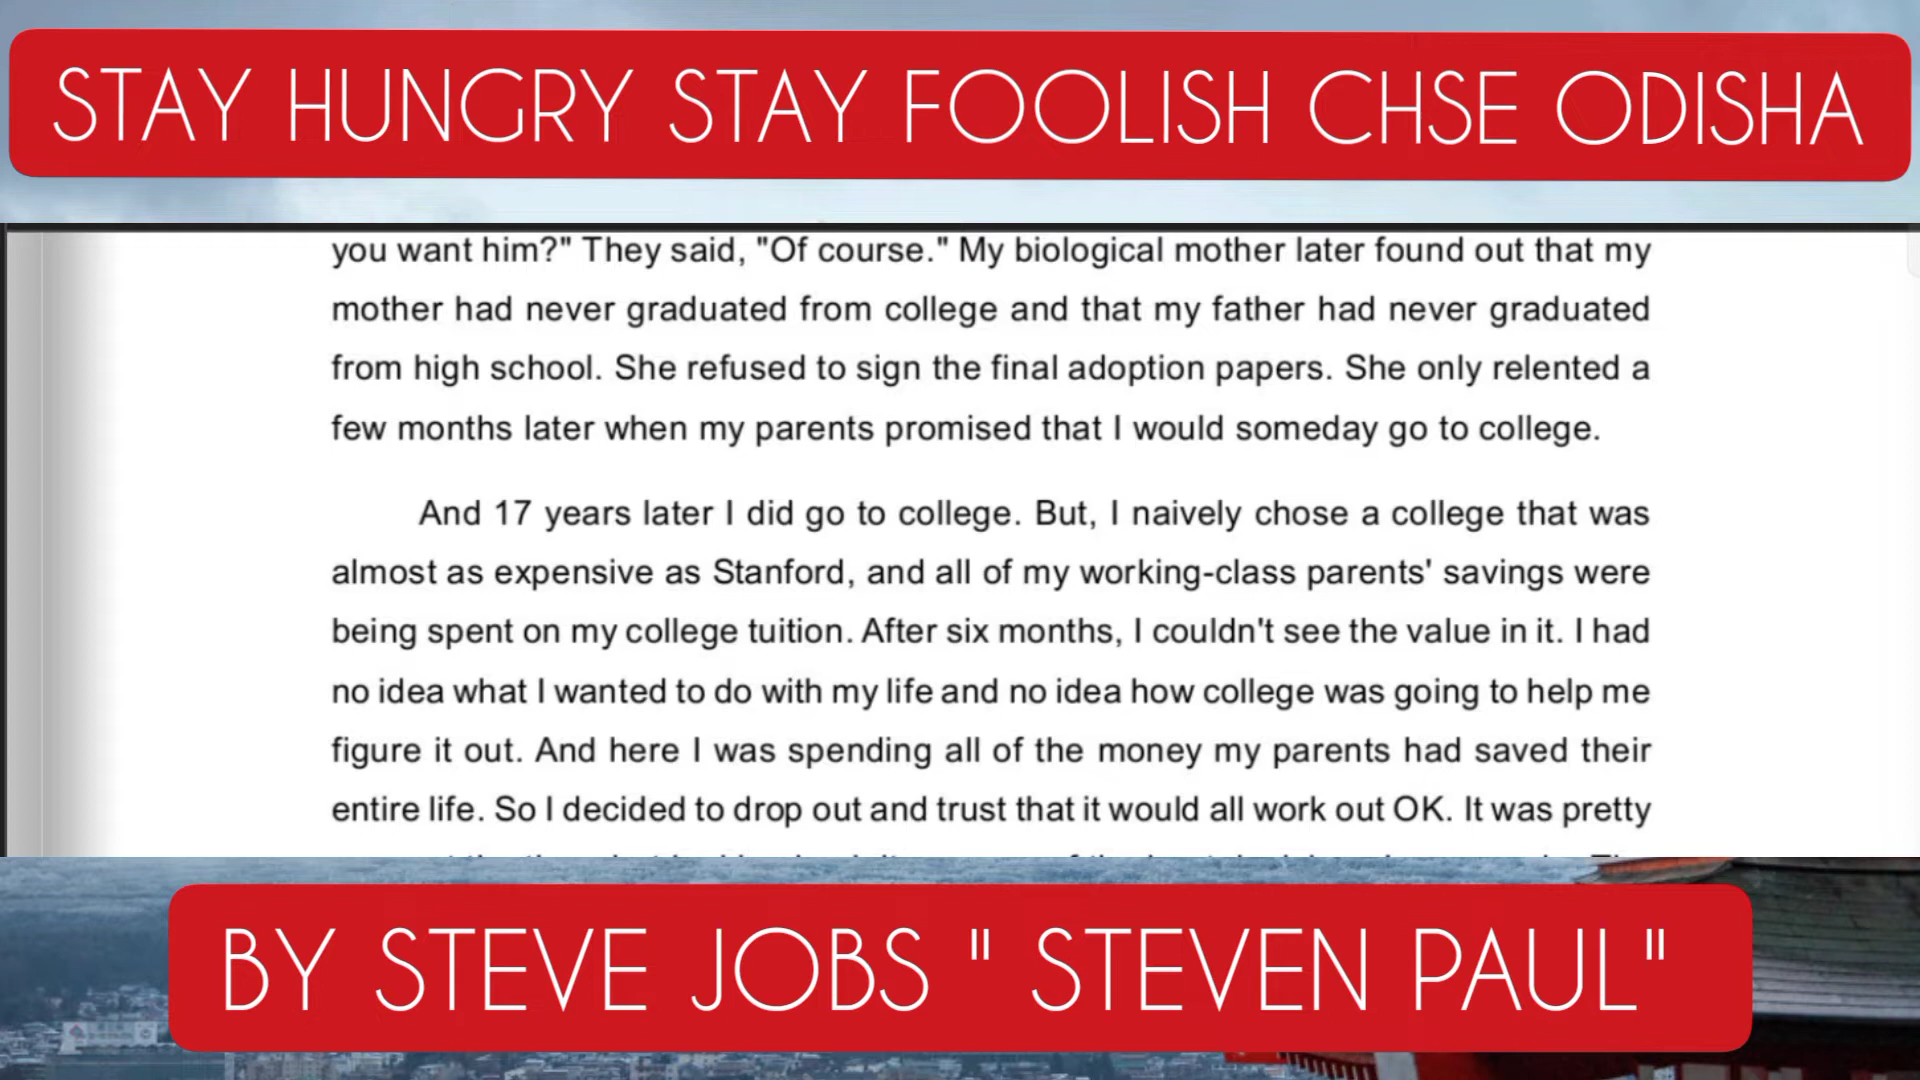 STAY HUNGRY STAY FOOLISH CHSE ODISHA
you want him?" They said, "Of course." My biological mother later found out that my
mother had never graduated from college and that my father had never graduated
from high school. She refused to sign the final adoption papers. She only relented a
few months later when my parents promised that I would someday go to college.
And 17 years later I did go to college. But, I naively chose a college that was
almost as expensive as Stanford, and all of my working-class parents' savings were
being spent on my college tuition. After six months, I couldn't see the value in it. I had
no idea what I wanted to do with my life and no idea how college was going to help me
figure it out. And here I was spending all of the money my parents had saved their
entire life. So I decided to drop out and trust that it would all work out OK. It was pretty
BY STEVE JOBS " STEVEN PAUL"